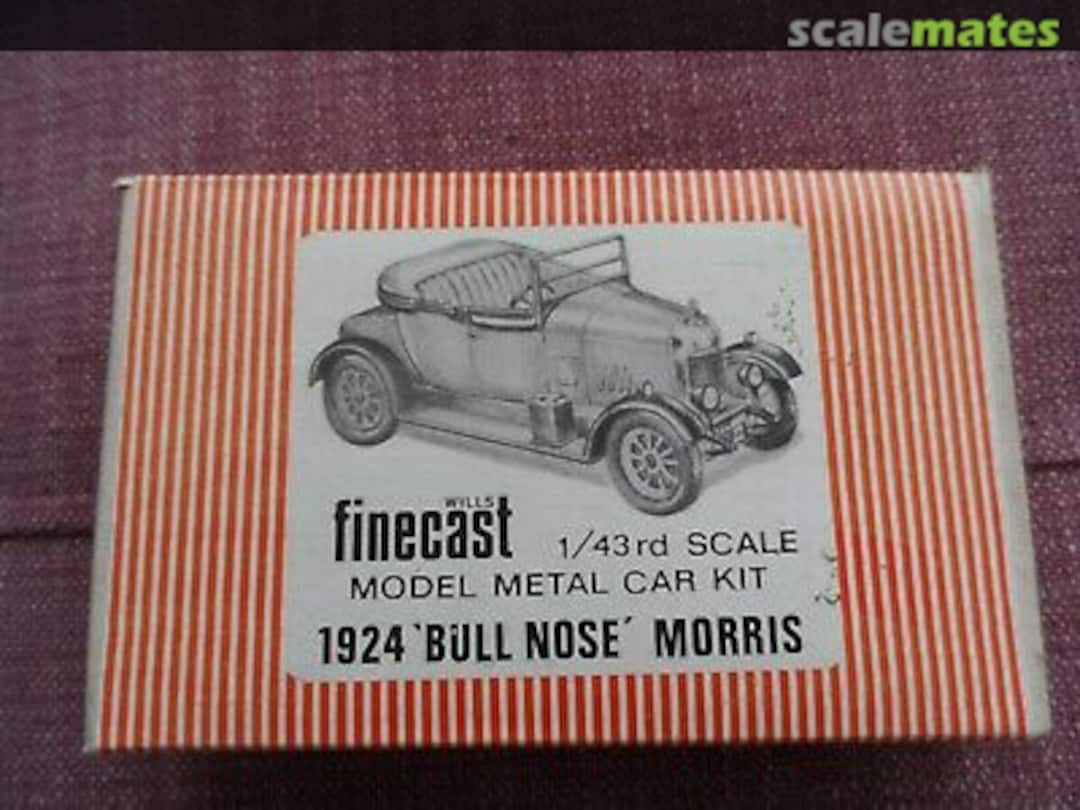 scalemates
WILLS
finecast 1/43rd SCALE
MODEL METAL CAR KIT
1924 'BULL NOSE' MORRIS